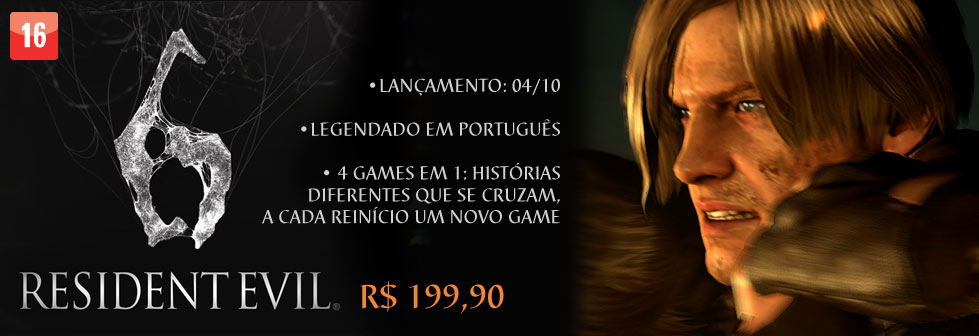 16
6
• LANÇAMENTO: 04/10
• LEGENDADO EM PORTUGUÊS
• 4 GAMES EM 1: HISTÓRIAS
DIFERENTES QUE SE CRUZAM,
A CADA REINÍCIO UM NOVO GAME
RESIDENT EVIL®
R$ 199,90